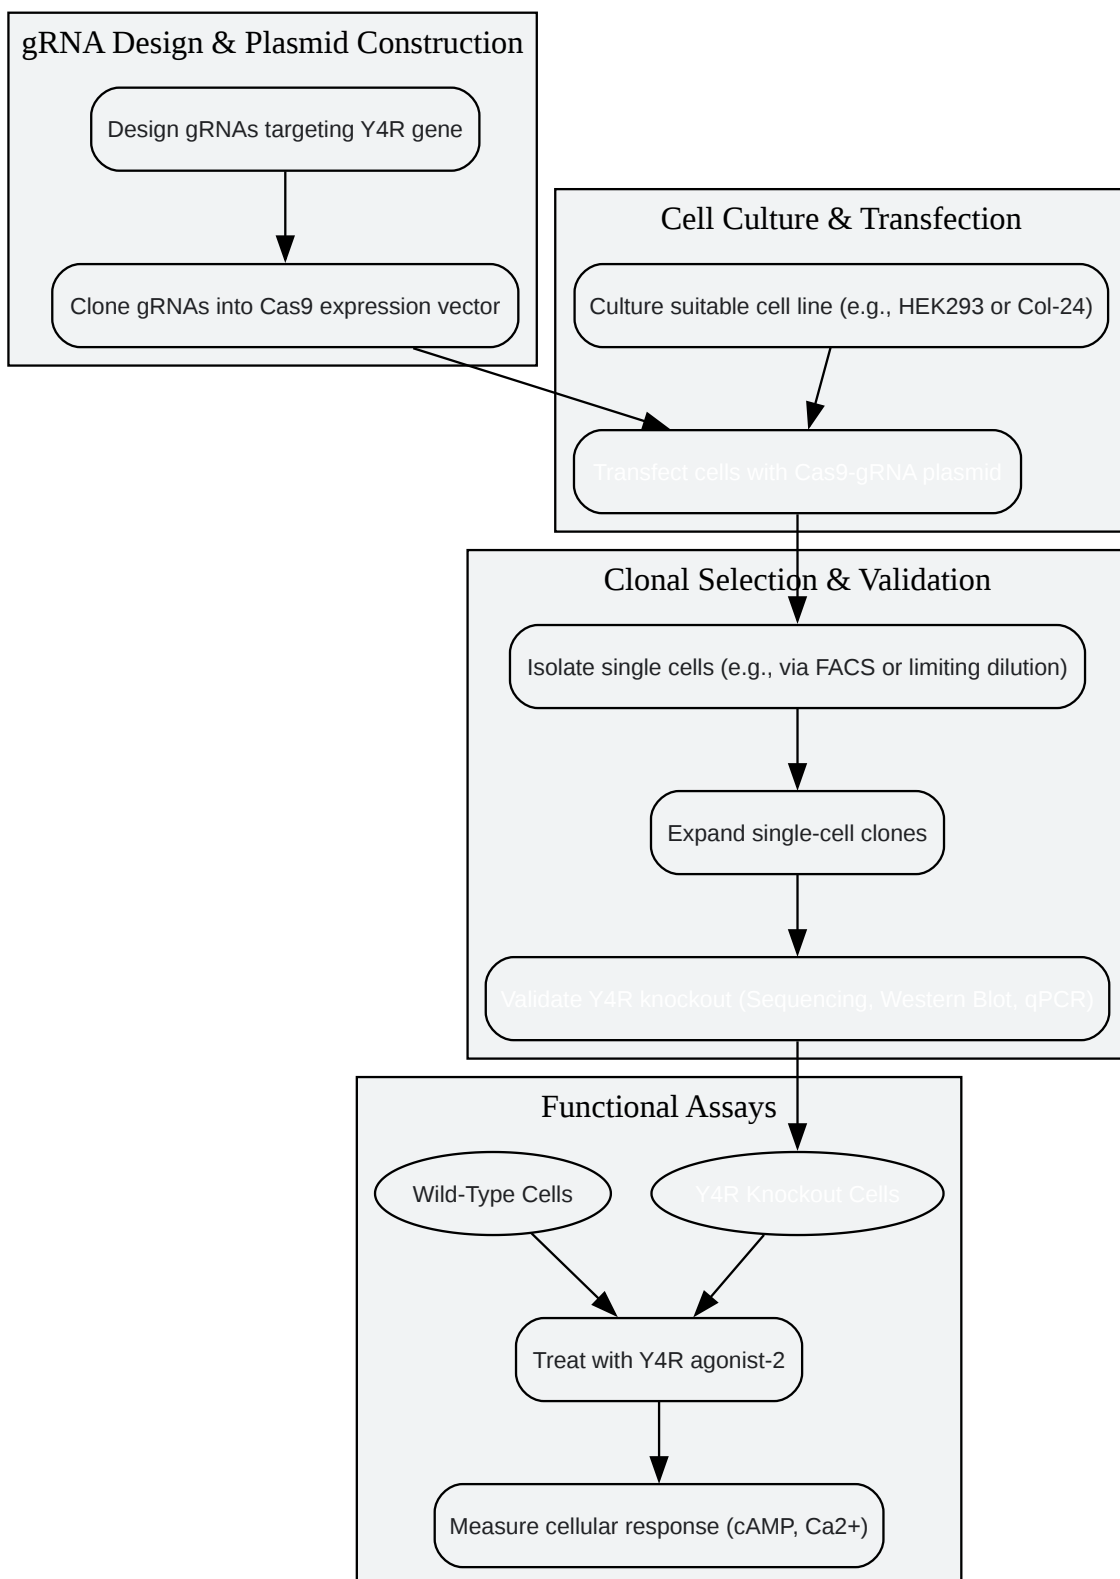 gRNA Design & Plasmid Construction
Design gRNAs targeting Y4R gene
Clone gRNAs into Cas9 expression vector
Cell Culture & Transfection
Culture suitable cell line (e.g., HEK293 or Col-24)
Transfect cells with Cas9-gRNA plasmid
Clonal Selection & Validation
Isolate single cells (e.g., via FACS or limiting dilution)
Expand single-cell clones
Validate Y4R knockout (Sequencing, Western Blot, qPCR)
Functional Assays
Wild-Type Cells
Y4R Knockout Cells
Treat with Y4R agonist-2
Measure cellular response (cAMP, Ca2+)